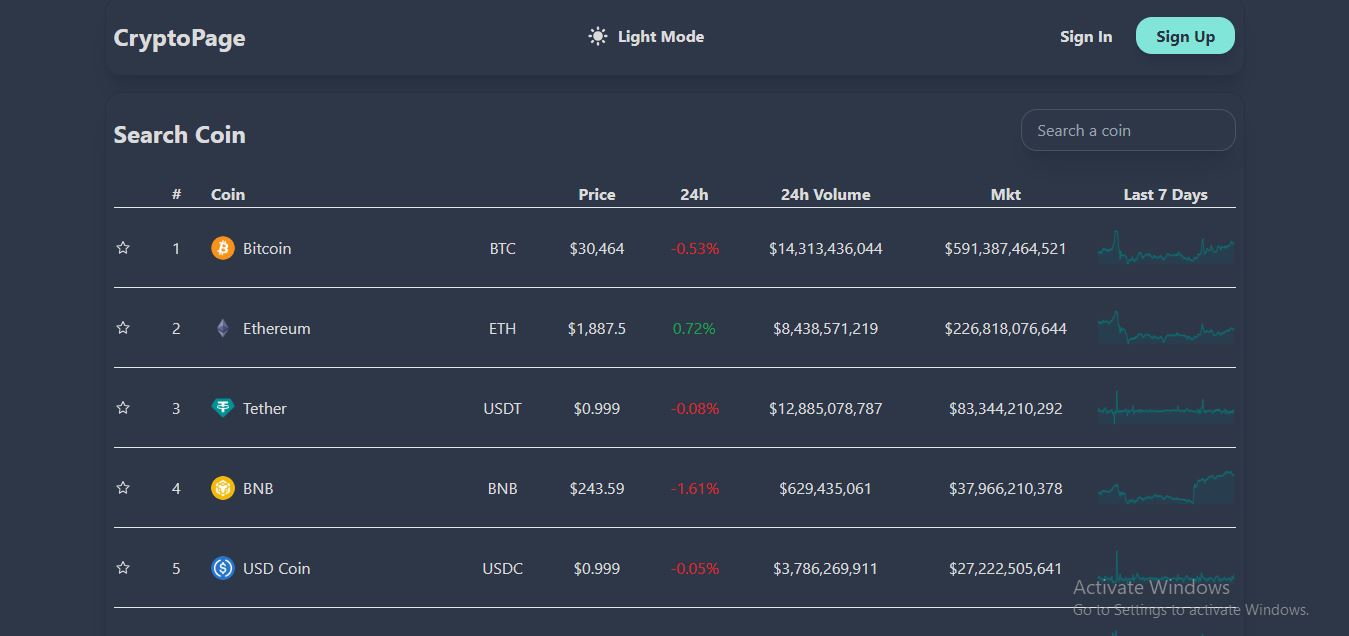 CryptoPage Light Mode Sign In Sign Up
Search Coin Search a coin
# Coin Price 24h 24h Volume Mkt Last 7 Days
1 Bitcoin BTC $30,464 -0.53% $14,313,436,044 $591,387,464,521
2 Ethereum ETH $1,887.5 0.72% $8,438,571,219 $226,818,076,644
3 Tether USDT $0.999 -0.08% $12,885,078,787 $83,344,210,292
4 BNB BNB $243.59 -1.61% $629,435,061 $37,966,210,378
5 USD Coin USDC $0.999 -0.05% $3,786,269,911 $27,222,505,641
Activate Windows
Go to Settings to activate Windows.